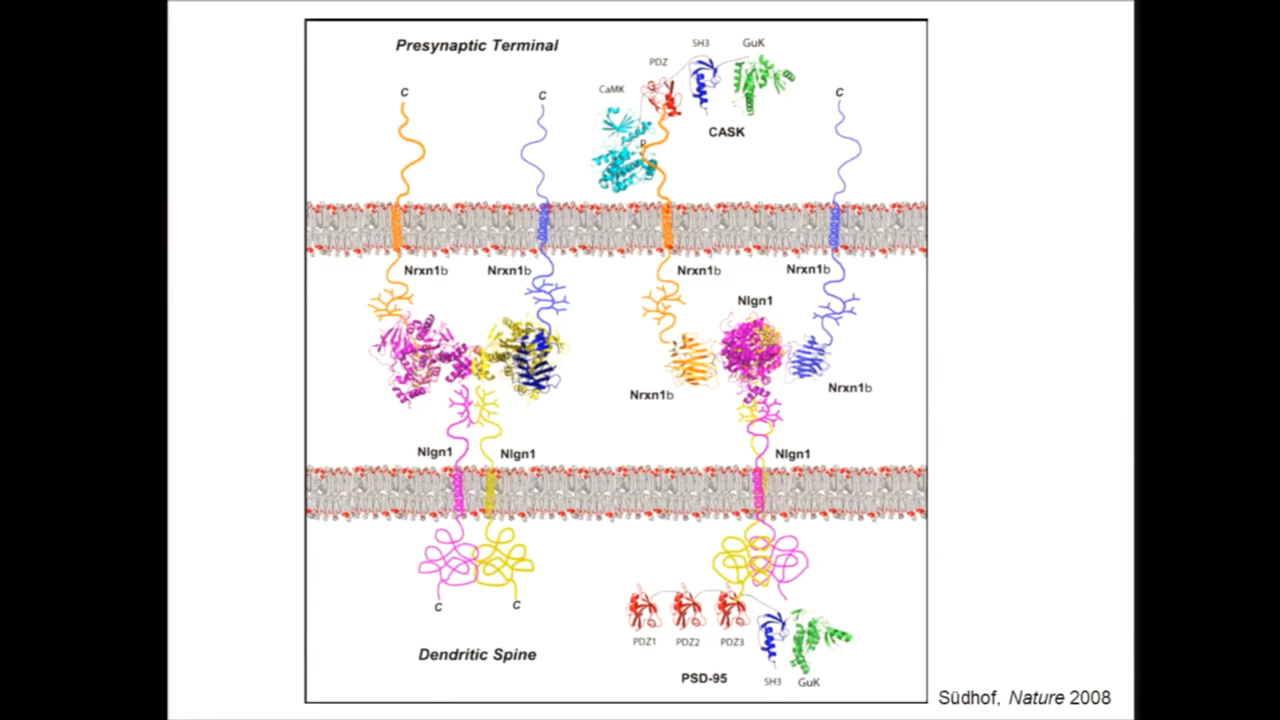 Presynaptic Terminal
SH3
GuK
PDZ
CaMK
C
C
C
CASK
P
Nrxn1b
Nrxn1b
Nrxn1b
Nrxn1b
Nlgn1
Nrxn1b
Nrxn1b
Nlgn1
Nlgn1
Nlgn1
C
C
PDZ1
PDZ2
PDZ3
Dendritic Spine
PSD-95
SH3
GuK
Südhof, Nature 2008